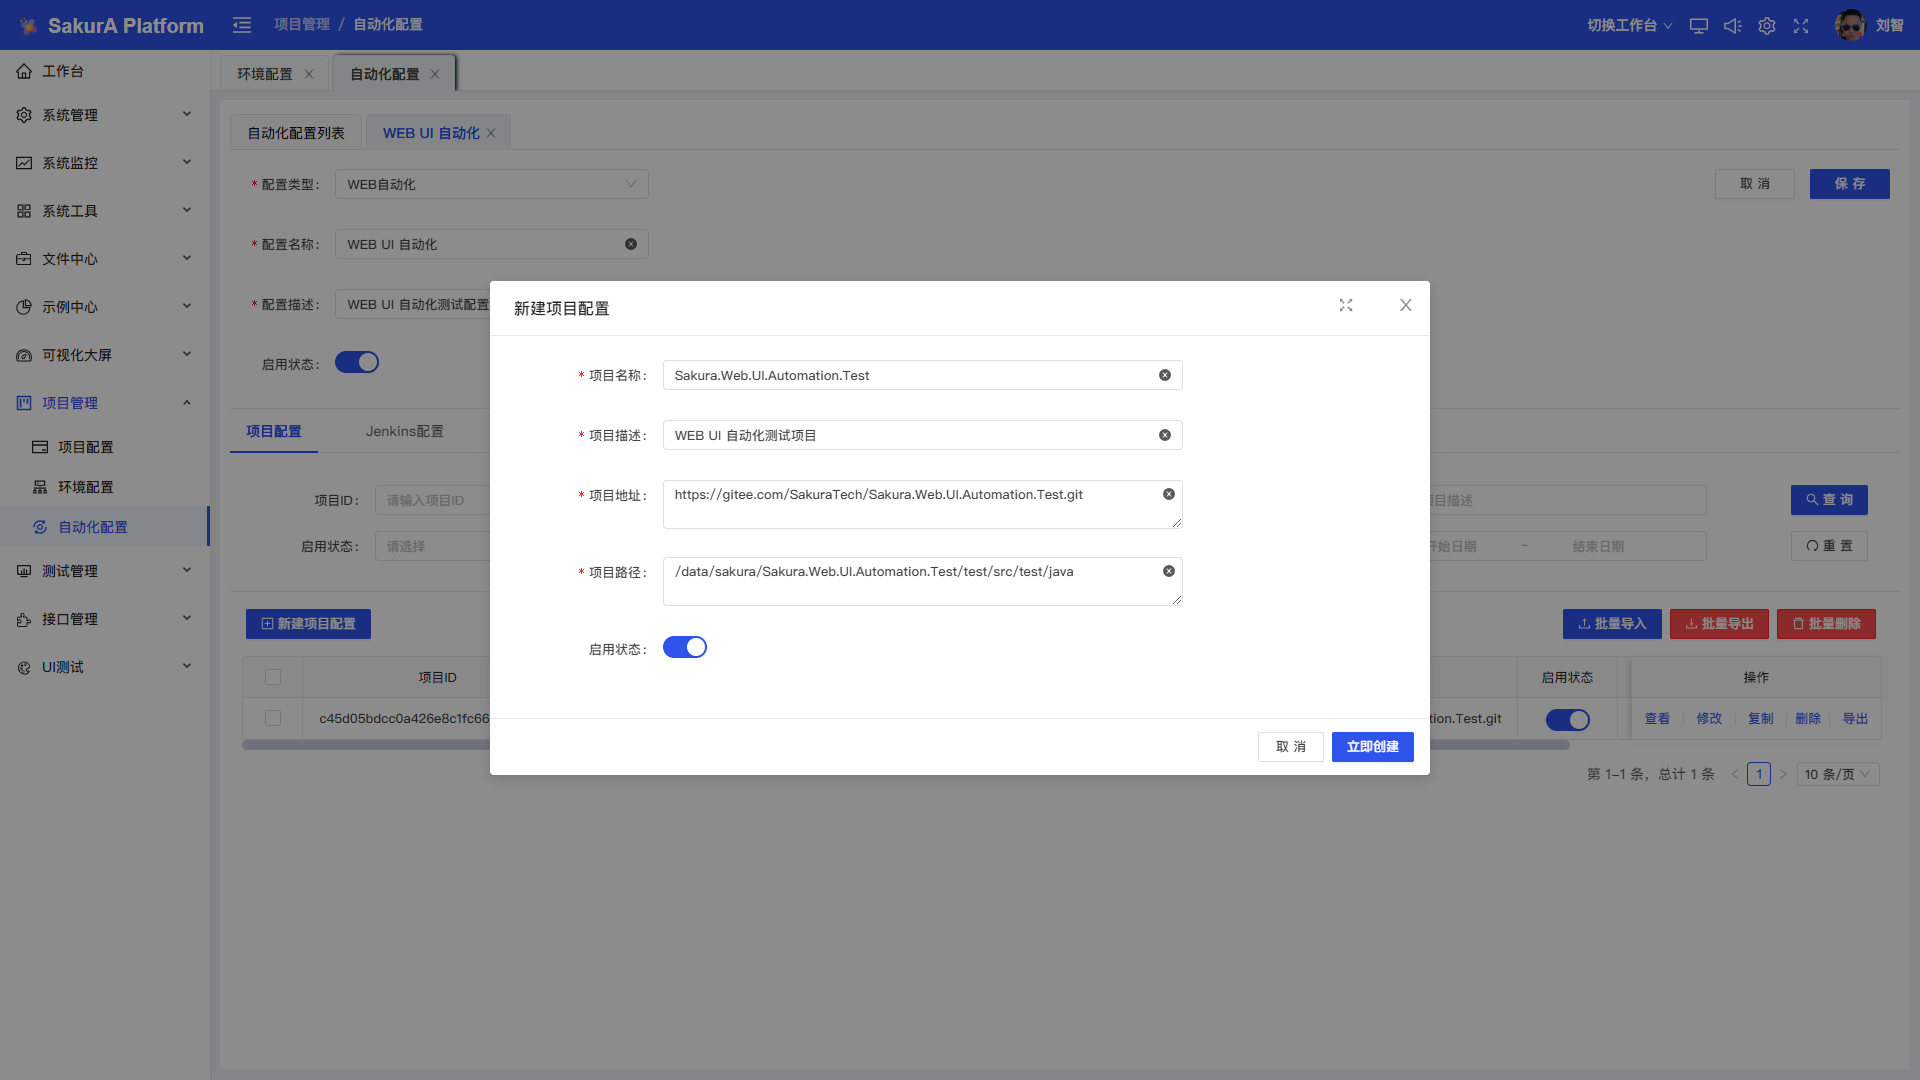 SakurA Platform
项目管理 / 自动化配置
切换工作台
刘智
工作台
系统管理
系统监控
系统工具
文件中心
示例中心
可视化大屏
项目管理
项目配置
环境配置
自动化配置
测试管理
接口管理
UI测试
环境配置
自动化配置
自动化配置列表
WEB UI 自动化
* 配置类型：
WEB自动化
取 消
保 存
* 配置名称：
WEB UI 自动化
* 配置描述：
WEB UI 自动化测试配置
启用状态：
项目配置
Jenkins配置
项目ID：
请输入项目ID
目描述
查 询
启用状态：
请选择
开始日期
~
结束日期
重 置
新建项目配置
批量导入
批量导出
批量删除
项目ID
启用状态
操作
c45d05bdcc0a426e8c1fc66
tion.Test.git
查看
修改
复制
删除
导出
第 1-1 条，总计 1 条
1
10 条/页
新建项目配置
* 项目名称：
Sakura.Web.UI.Automation.Test
* 项目描述：
WEB UI 自动化测试项目
* 项目地址：
https://gitee.com/SakuraTech/Sakura.Web.UI.Automation.Test.git
* 项目路径：
/data/sakura/Sakura.Web.UI.Automation.Test/test/src/test/java
启用状态：
取 消
立即创建